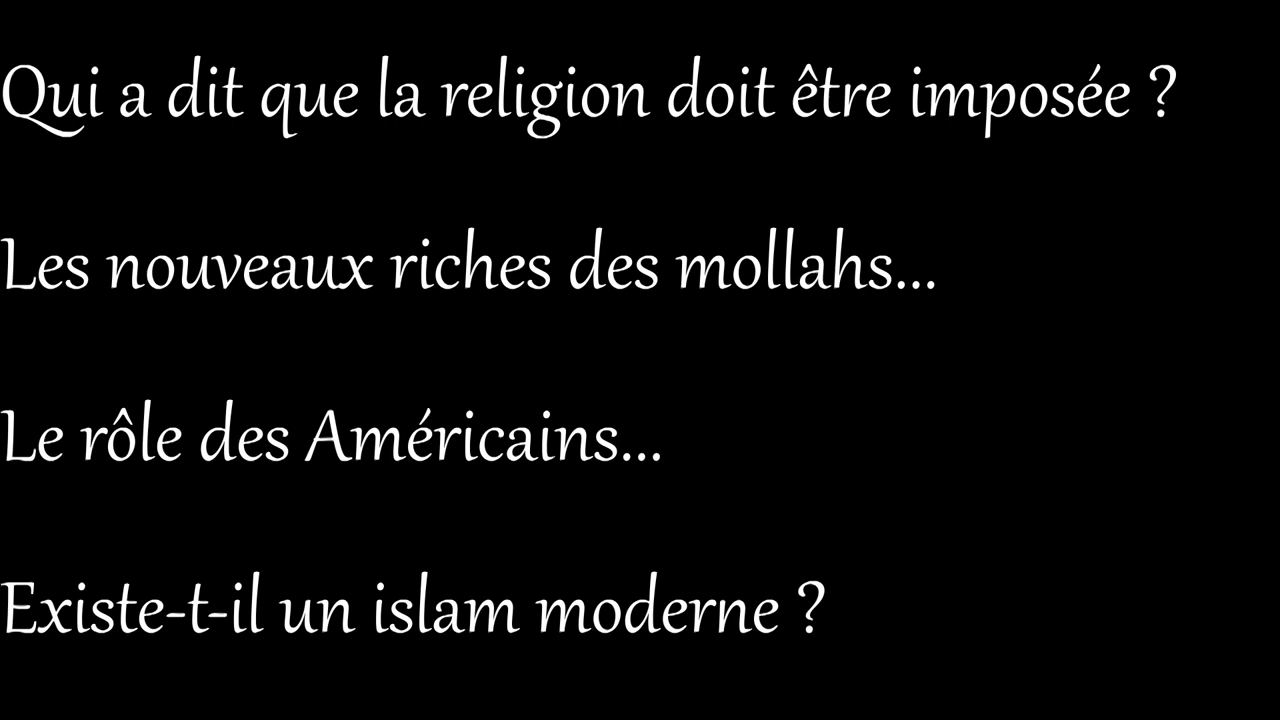 Qui a dit que la religion doit être imposée ?
Les nouveaux riches des mollahs...
Le rôle des Américains...
Existe-t-il un islam moderne ?